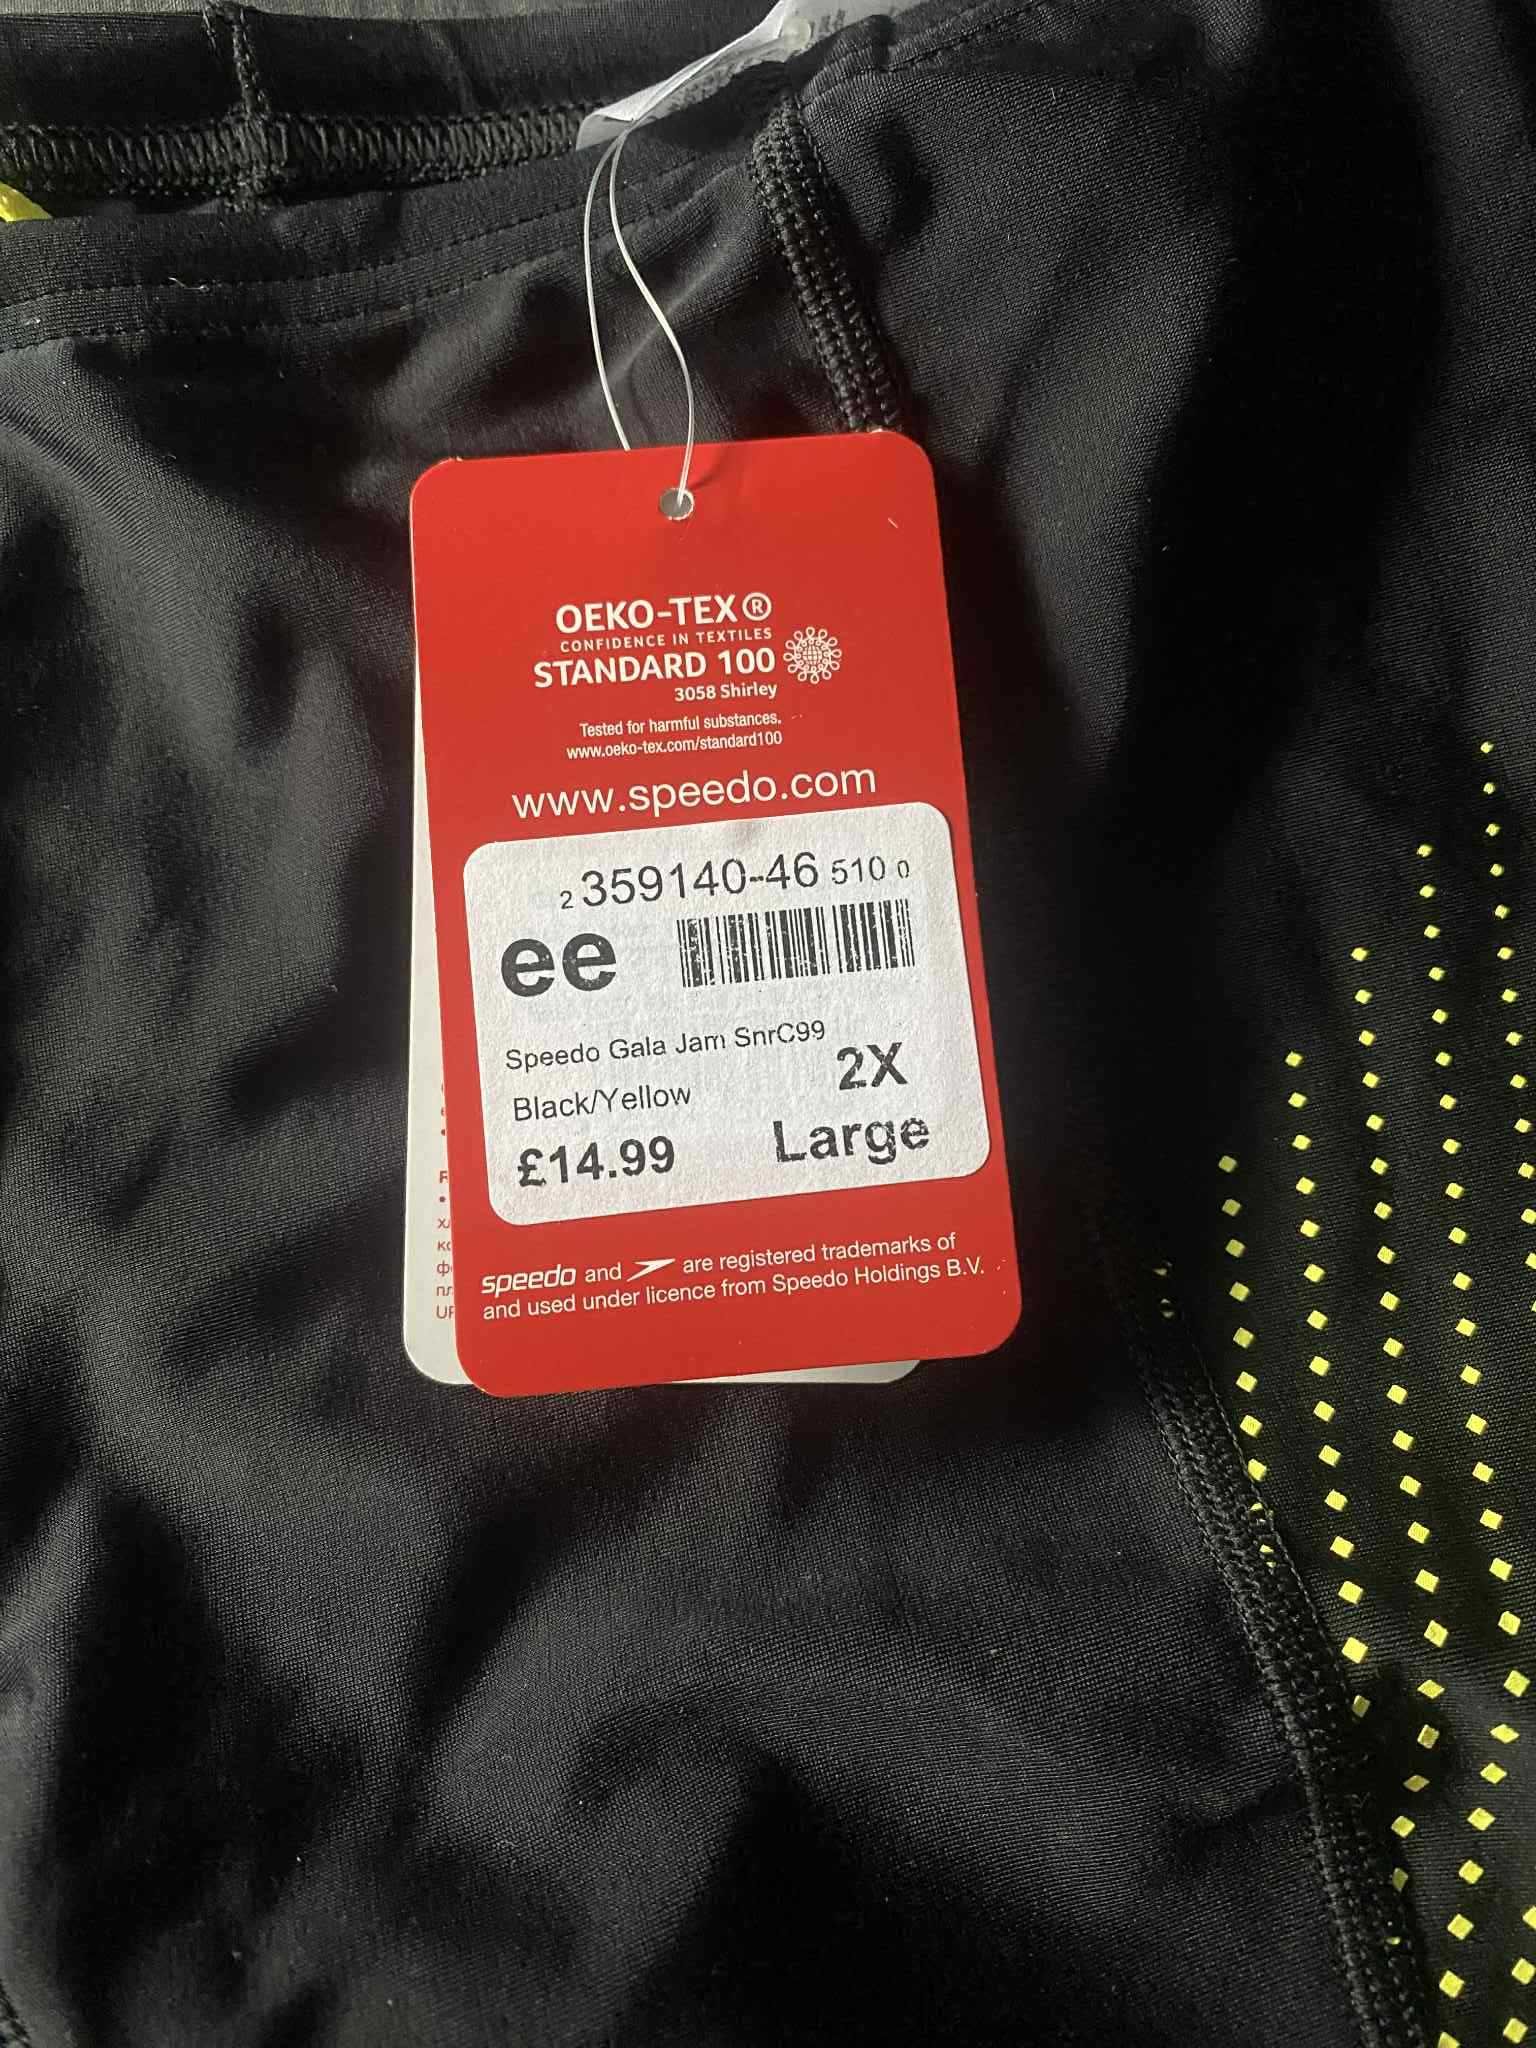 OEKO-TEX®
CONFIDENCE IN TEXTILES
STANDARD 100
3058 Shirley
Tested for harmful substances.
www.oeko-tex.com/standard100
www.speedo.com
2 359140-46 510 0
ee
Speedo Gala Jam SnrC99
Black/Yellow
2X
£14.99
Large
speedo and are registered trademarks of
and used under licence from Speedo Holdings B.V.